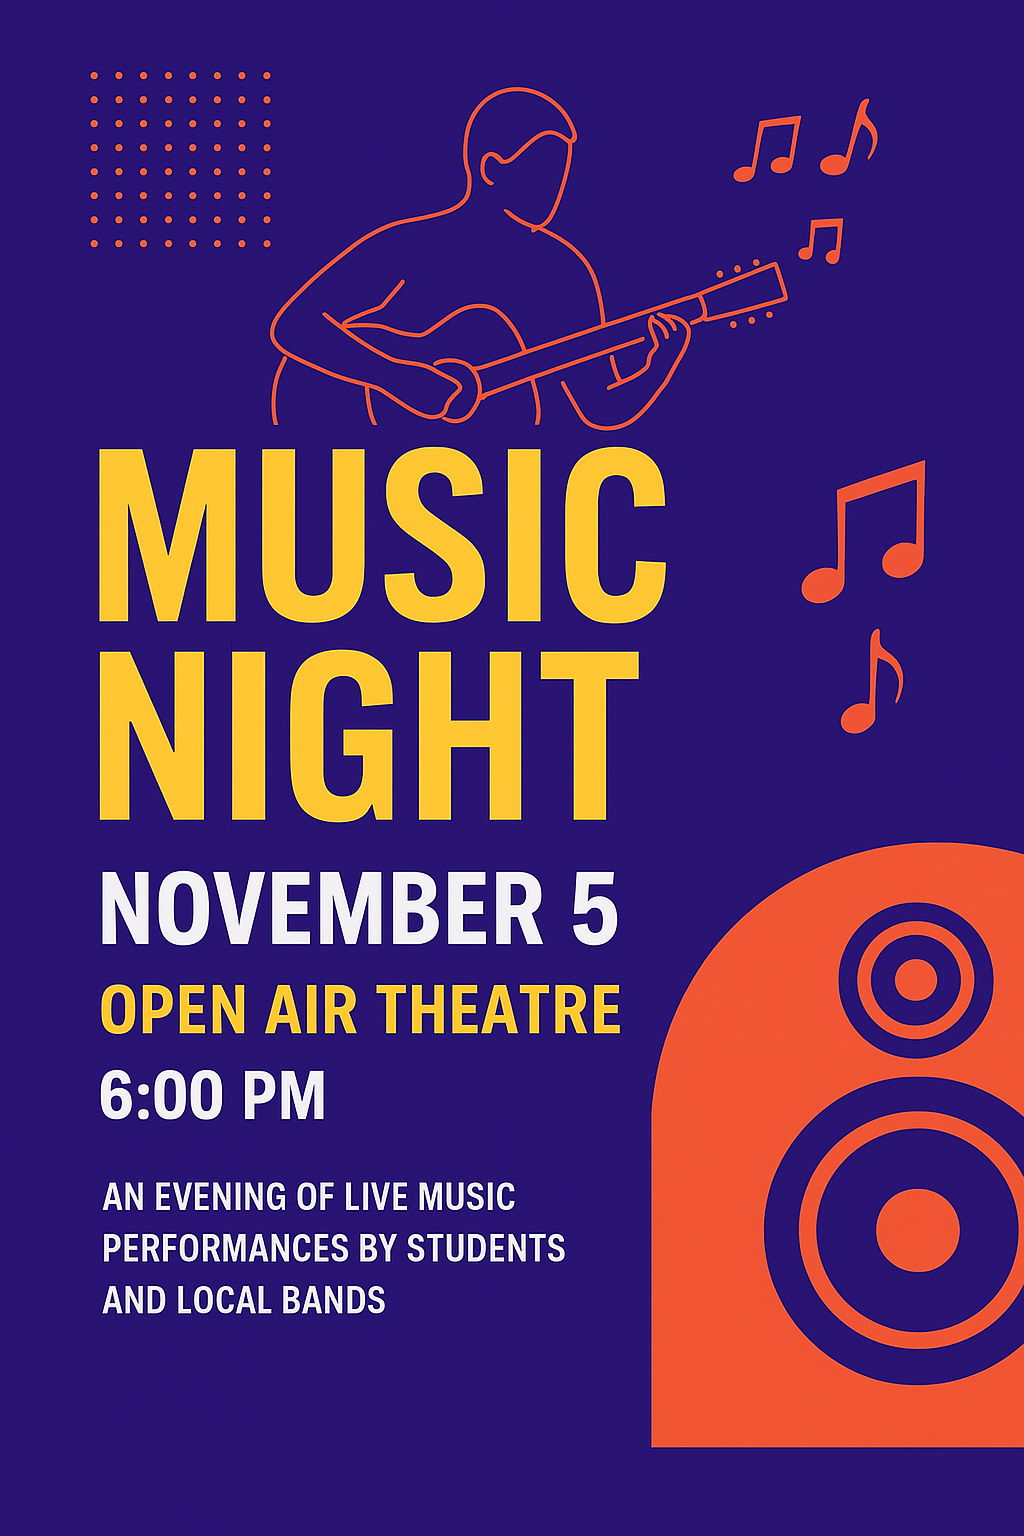 MUSIC
NIGHT
NOVEMBER 5
OPEN AIR THEATRE
6:00 PM
AN EVENING OF LIVE MUSIC
PERFORMANCES BY STUDENTS
AND LOCAL BANDS